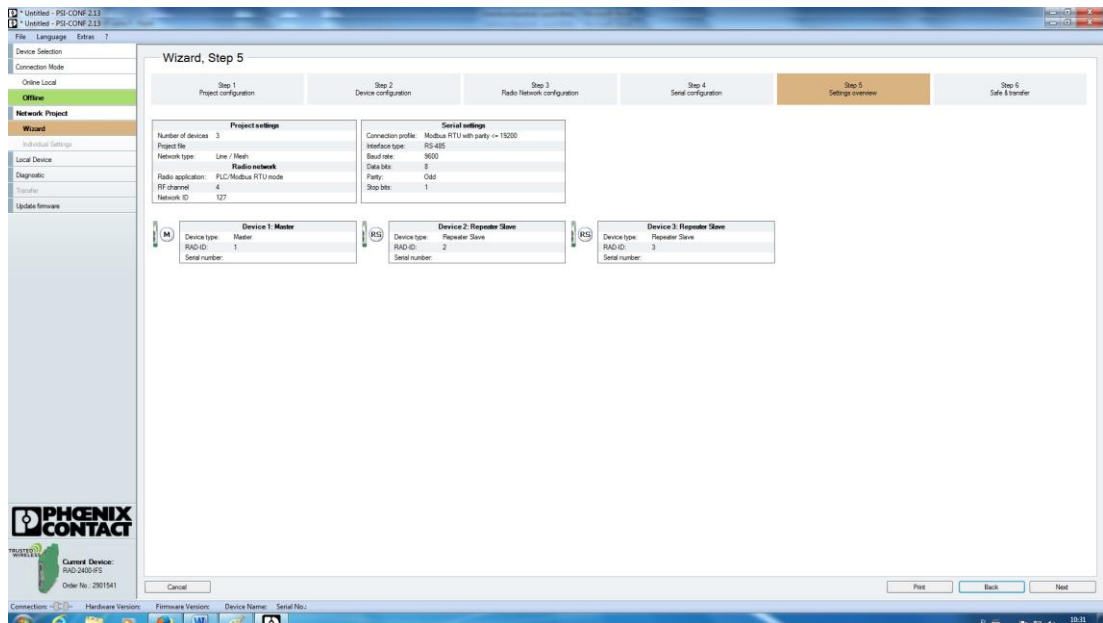 * Untitled - PSI-CONF 2.13
* Untitled - PSI-CONF 2.13
File Language Extras ?
Device Selection
Connection Mode
Online Local
Offline
Network Project
Wizard
Individual Settings
Local Device
Diagnostic
Transfer
Update firmware
PHŒNIX
CONTACT
TRUSTED
WIRELESS
Current Device:
RAD-2400-IFS
Order No.: 2901541
Wizard, Step 5
Step 1
Project configuration
Step 2
Device configuration
Step 3
Radio Network configuration
Step 4
Serial configuration
Step 5
Settings overview
Step 6
Safe & transfer
Project settings
Number of devices 3
Project file
Network type: Line / Mesh
Radio network
Radio application: PLC/Modbus RTU mode
RF channel 4
Network ID 127
Serial settings
Connection profile: Modbus RTU with parity <= 19200
Interface type: RS-485
Baud rate: 9600
Data bits: 8
Parity: Odd
Stop bits: 1
M
Device 1: Master
Device type: Master
RAD-ID: 1
Serial number:
RS
Device 2: Repeater Slave
Device type: Repeater Slave
RAD-ID: 2
Serial number:
RS
Device 3: Repeater Slave
Device type: Repeater Slave
RAD-ID: 3
Serial number:
Cancel Print Back Next
Connection: Hardware Version: Firmware Version: Device Name: Serial No.:
10:31